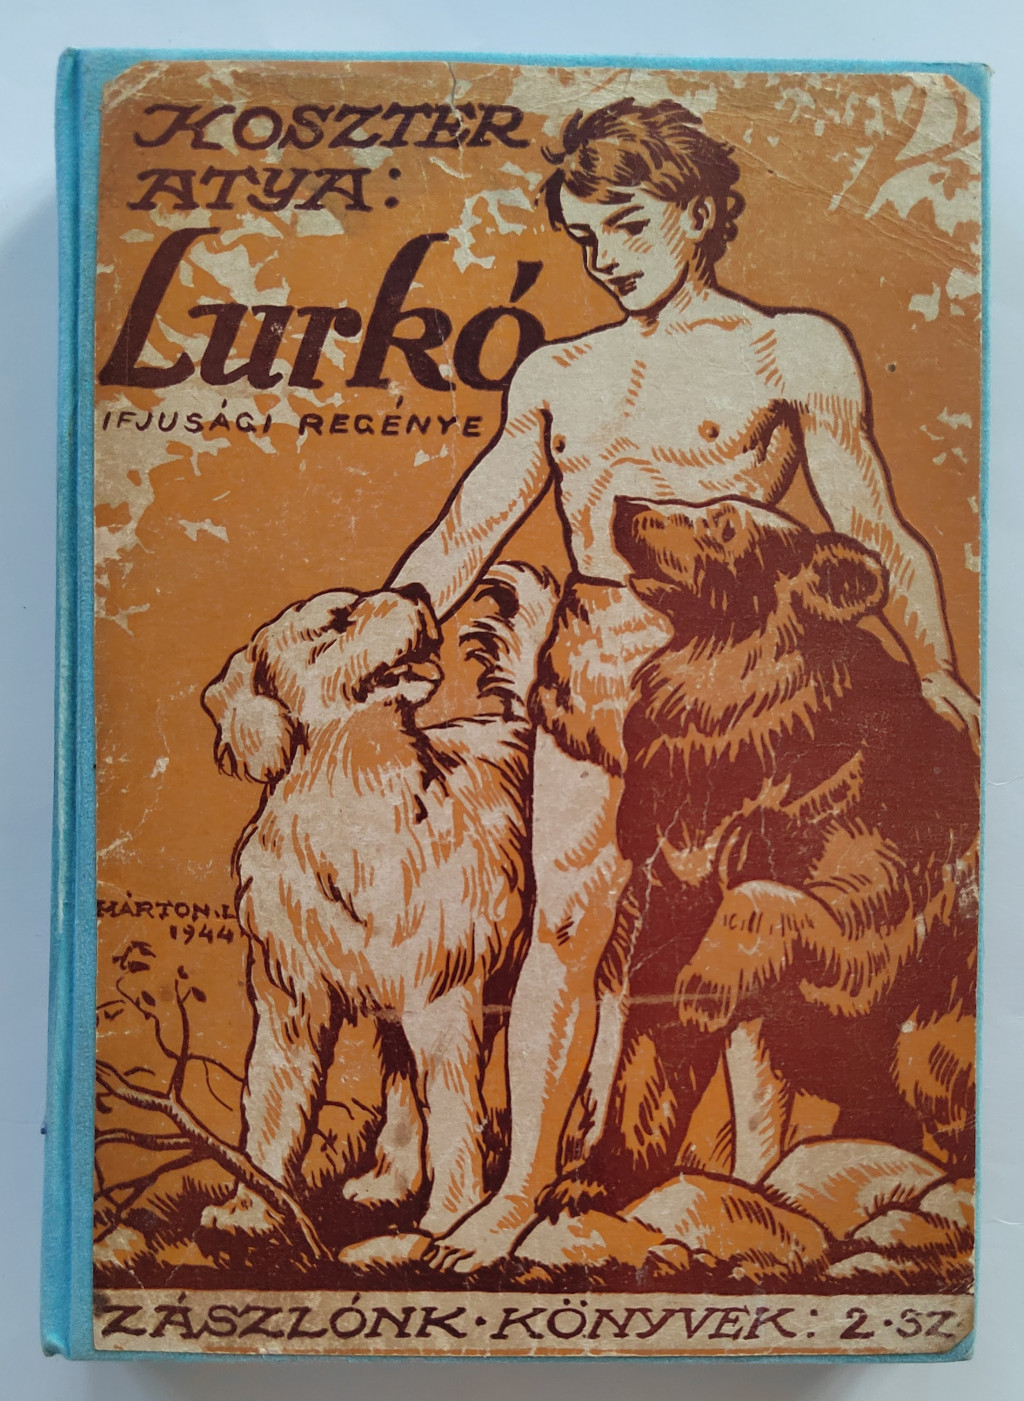 KOSZTER
ATYA:
Lurkó
IFJUSÁGI REGÉNYE
MÁRTON.L
1944
ZÁSZLÓNK · KÖNYVEK: 2 · SZ.